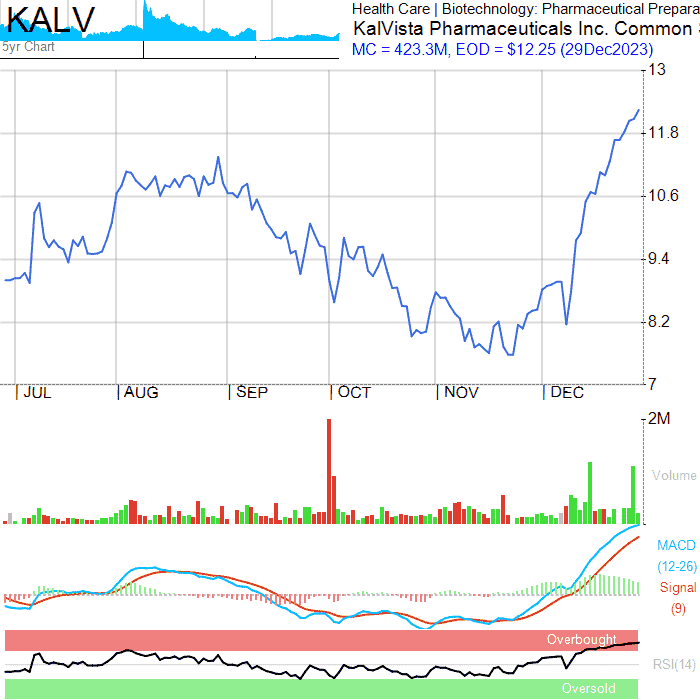 KALV
5yr Chart
Health Care | Biotechnology: Pharmaceutical Prepara
KalVista Pharmaceuticals Inc. Common
MC = 423.3M, EOD = $12.25 (29Dec2023)
13
11.8
10.6
9.4
8.2
7
| JUL | AUG | SEP | OCT | NOV | DEC
2M
Volume
MACD
(12-26)
Signal
(9)
Overbought
RSI(14)
Oversold